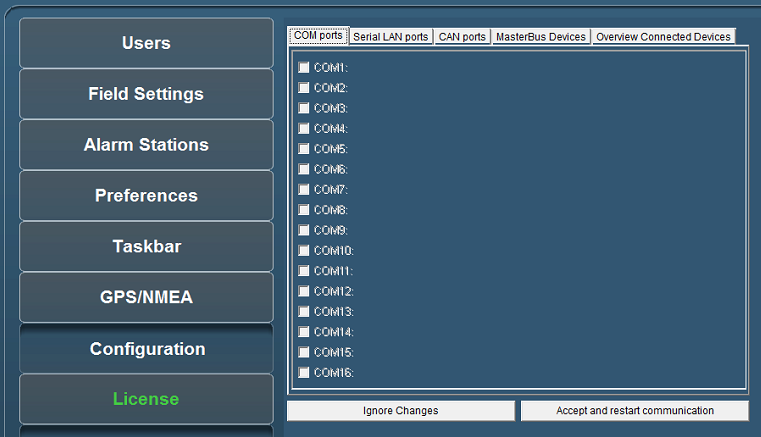 Users
Field Settings
Alarm Stations
Preferences
Taskbar
GPS/NMEA
Configuration
License
COM ports
Serial LAN ports
CAN ports
MasterBus Devices
Overview Connected Devices
COM1:
COM2:
COM3:
COM4:
COM5:
COM6:
COM7:
COM8:
COM9:
COM10:
COM11:
COM12:
COM13:
COM14:
COM15:
COM16:
Ignore Changes
Accept and restart communication